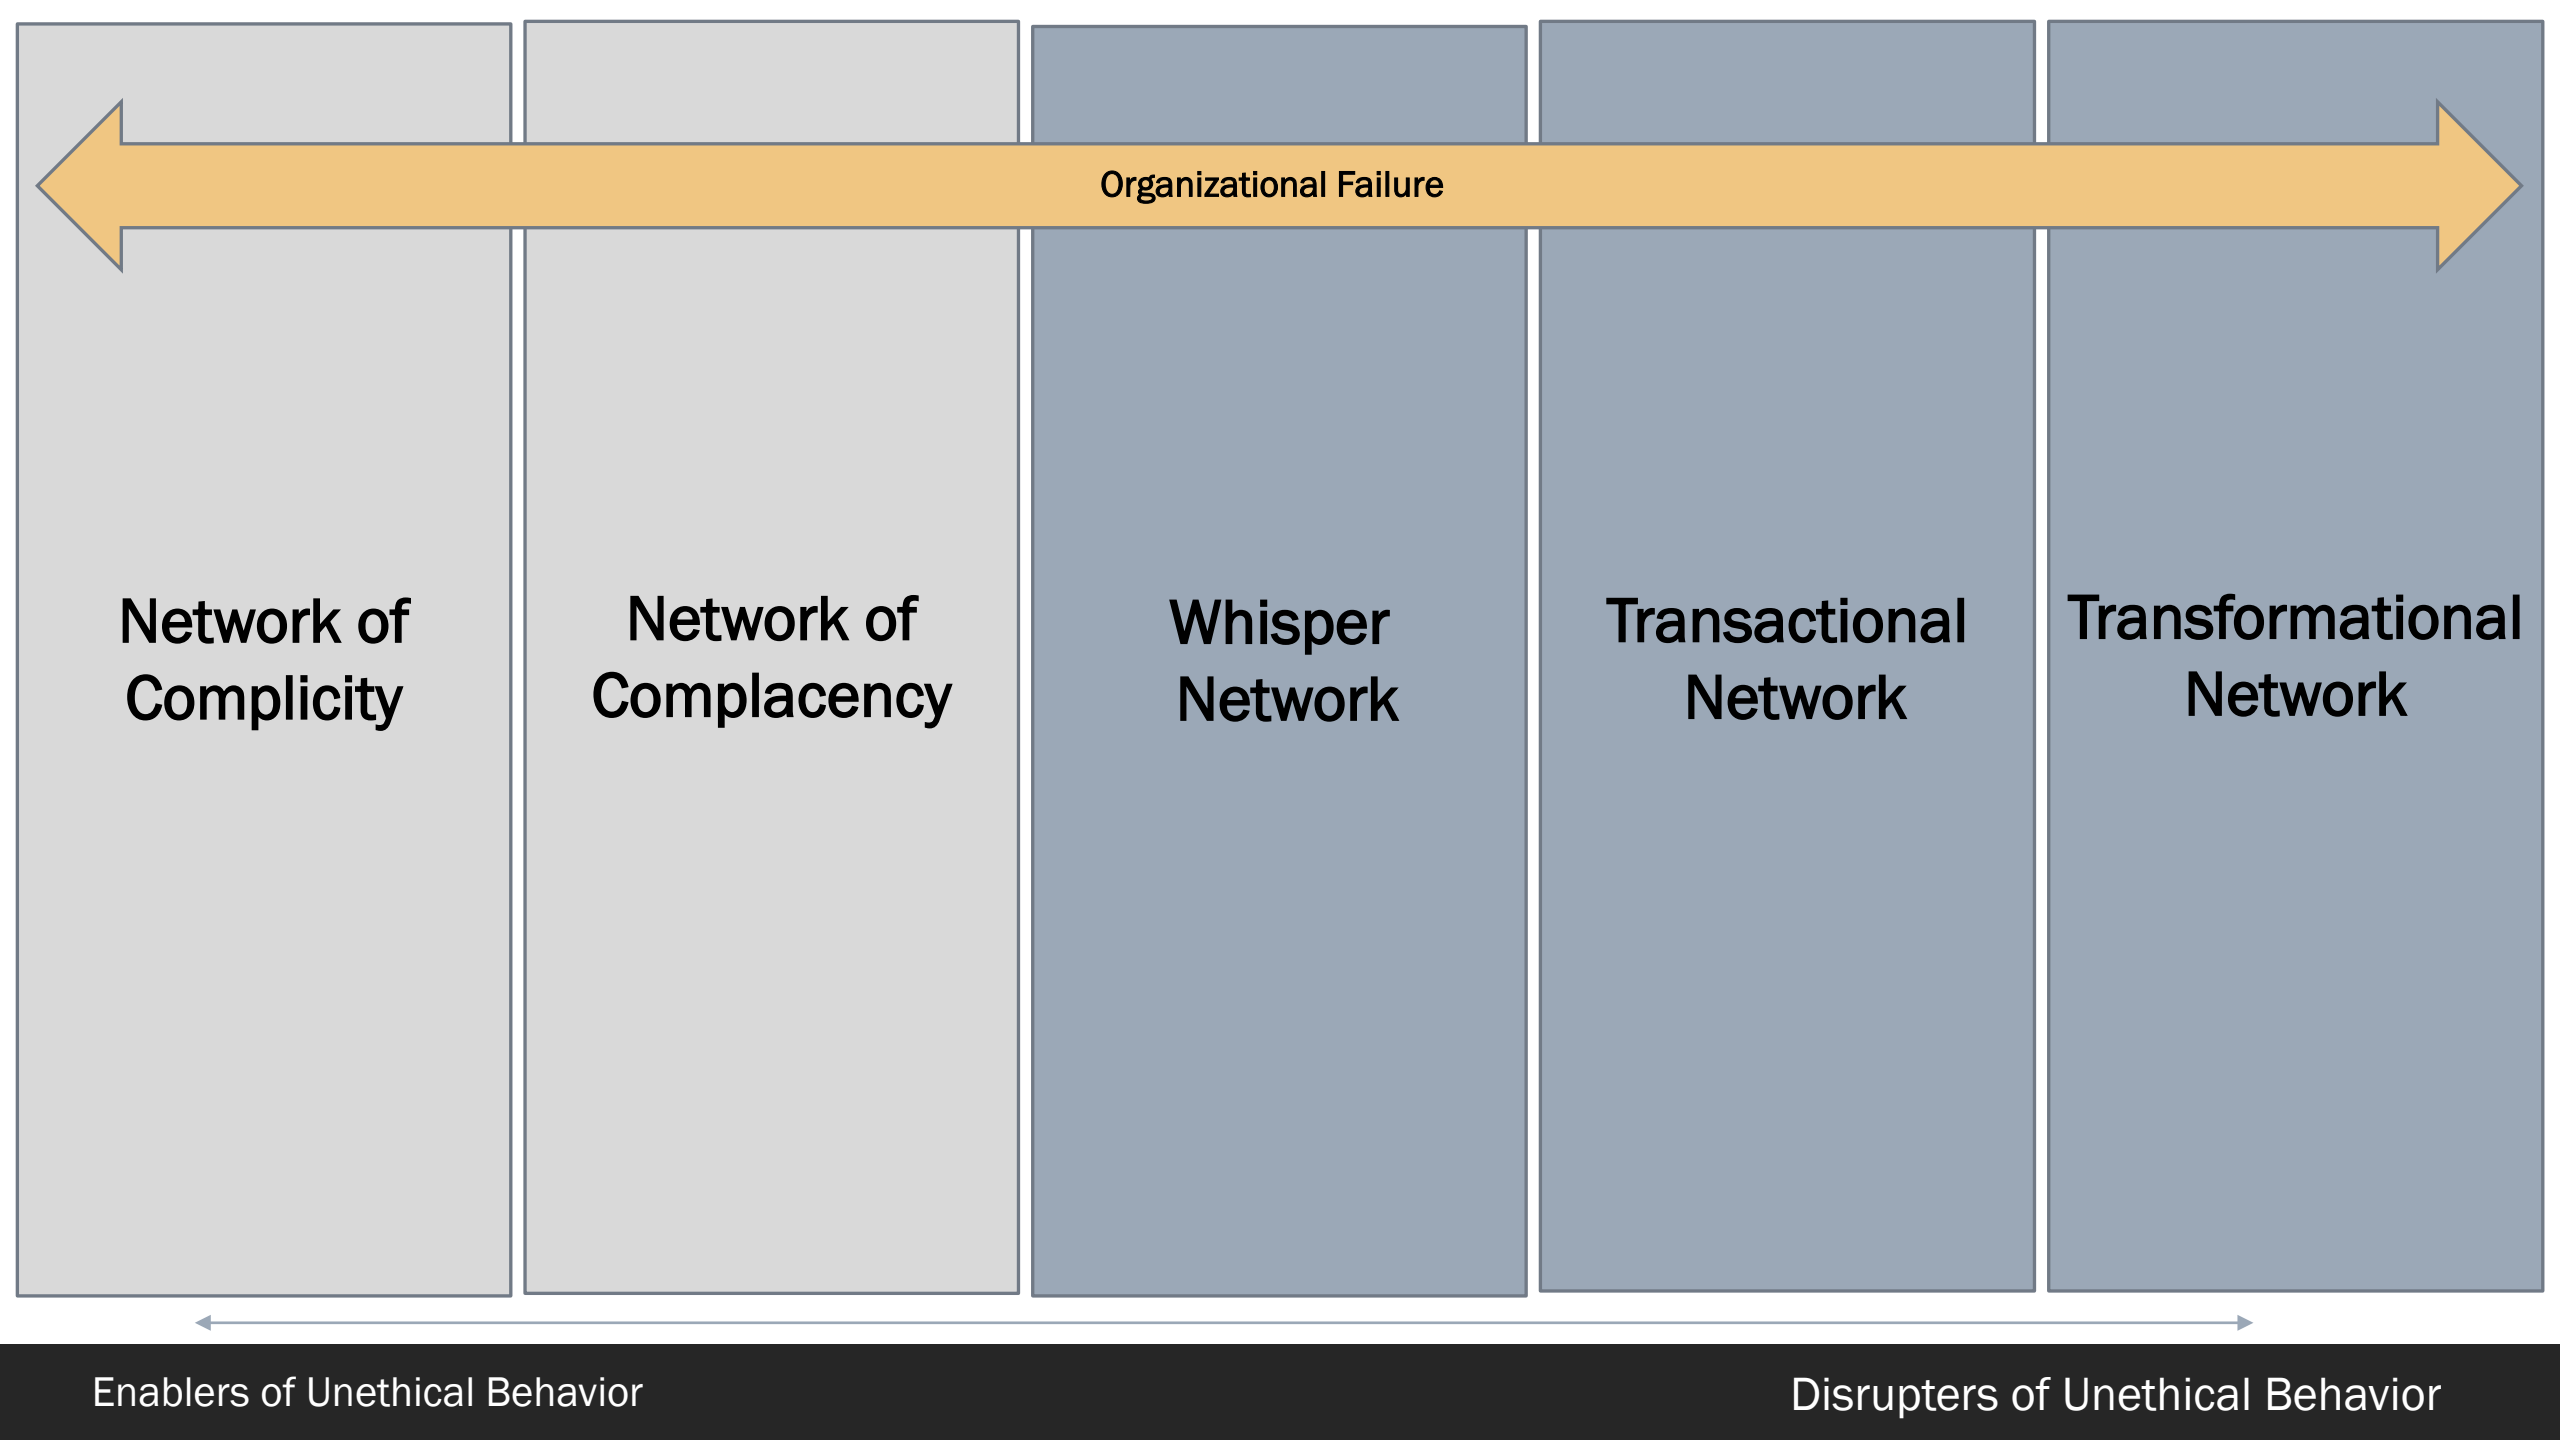 Organizational Failure
Network of
Complicity
Network of
Complacency
Whisper
Network
Transactional
Network
Transformational
Network
Enablers of Unethical Behavior
Disrupters of Unethical Behavior